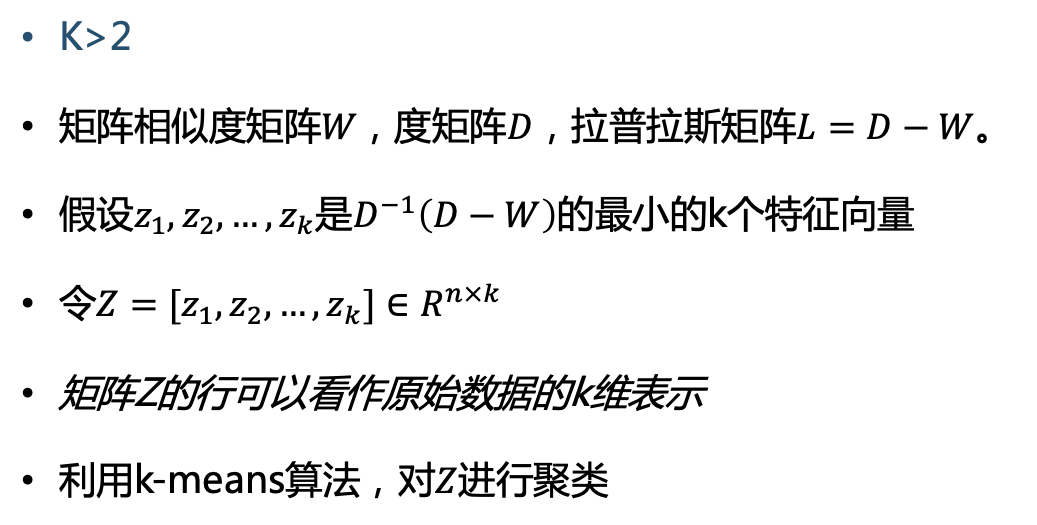 • K>2
• 矩阵相似度矩阵W，度矩阵D，拉普拉斯矩阵L = D − W。
• 假设z₁, z₂, … , zₖ是D⁻¹(D − W)的最小的k个特征向量
• 令Z = [z₁, z₂, … , zₖ] ∈ Rⁿˣᵏ
• 矩阵Z的行可以看作原始数据的k维表示
• 利用k-means算法，对Z进行聚类